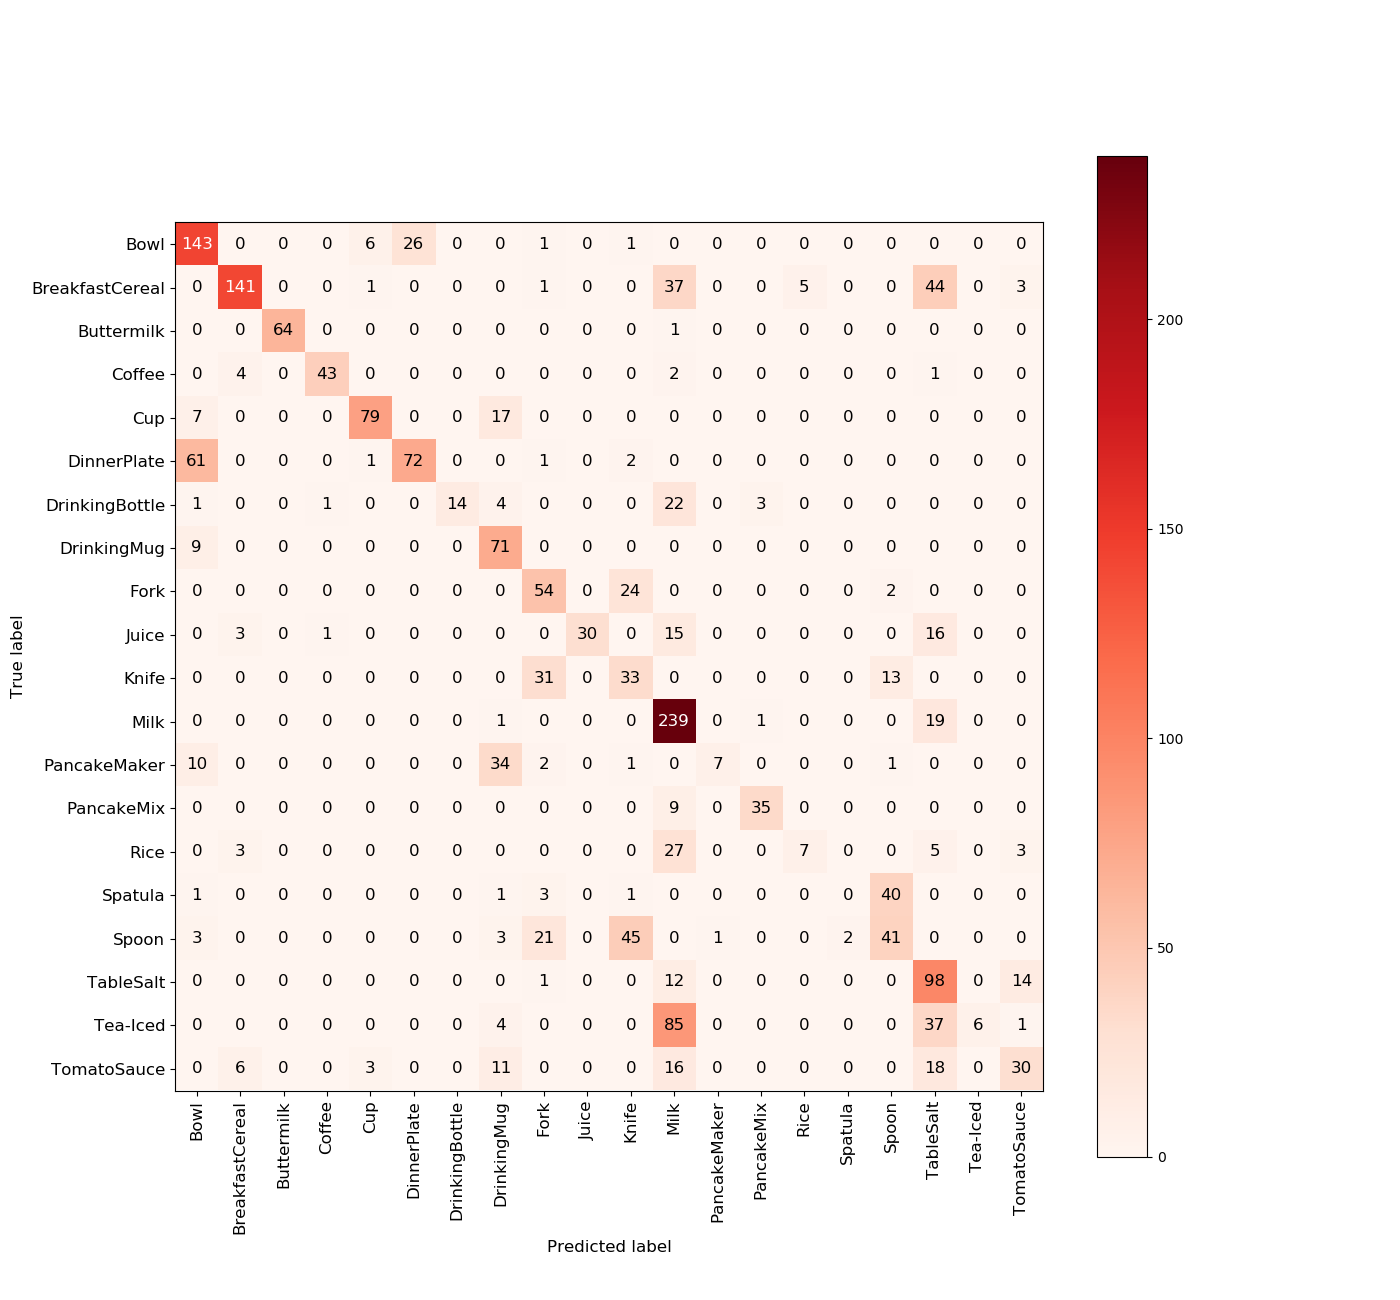 Bowl 143 0 0 0 6 26 0 0 1 0 1 0 0 0 0 0 0 0 0 0
BreakfastCereal 0 141 0 0 1 0 0 0 1 0 0 37 0 0 5 0 0 44 0 3
Buttermilk 0 0 64 0 0 0 0 0 0 0 0 1 0 0 0 0 0 0 0 0
Coffee 0 4 0 43 0 0 0 0 0 0 0 2 0 0 0 0 0 1 0 0
Cup 7 0 0 0 79 0 0 17 0 0 0 0 0 0 0 0 0 0 0 0
DinnerPlate 61 0 0 0 1 72 0 0 1 0 2 0 0 0 0 0 0 0 0 0
DrinkingBottle 1 0 0 1 0 0 14 4 0 0 0 22 0 3 0 0 0 0 0 0
DrinkingMug 9 0 0 0 0 0 0 71 0 0 0 0 0 0 0 0 0 0 0 0
Fork 0 0 0 0 0 0 0 0 54 0 24 0 0 0 0 0 2 0 0 0
Juice 0 3 0 1 0 0 0 0 0 30 0 15 0 0 0 0 0 16 0 0
Knife 0 0 0 0 0 0 0 0 31 0 33 0 0 0 0 0 13 0 0 0
Milk 0 0 0 0 0 0 0 1 0 0 0 239 0 1 0 0 0 19 0 0
PancakeMaker 10 0 0 0 0 0 0 34 2 0 1 0 7 0 0 0 1 0 0 0
PancakeMix 0 0 0 0 0 0 0 0 0 0 0 9 0 35 0 0 0 0 0 0
Rice 0 3 0 0 0 0 0 0 0 0 0 27 0 0 7 0 0 5 0 3
Spatula 1 0 0 0 0 0 0 1 3 0 1 0 0 0 0 0 40 0 0 0
Spoon 3 0 0 0 0 0 0 3 21 0 45 0 1 0 0 2 41 0 0 0
TableSalt 0 0 0 0 0 0 0 0 1 0 0 12 0 0 0 0 0 98 0 14
Tea-Iced 0 0 0 0 0 0 0 4 0 0 0 85 0 0 0 0 0 37 6 1
TomatoSauce 0 6 0 0 3 0 0 11 0 0 0 16 0 0 0 0 0 18 0 30
True label
Bowl
BreakfastCereal
Buttermilk
Coffee
Cup
DinnerPlate
DrinkingBottle
DrinkingMug
Fork
Juice
Knife
Milk
PancakeMaker
PancakeMix
Rice
Spatula
Spoon
TableSalt
Tea-Iced
TomatoSauce
Predicted label
200
150
100
50
0